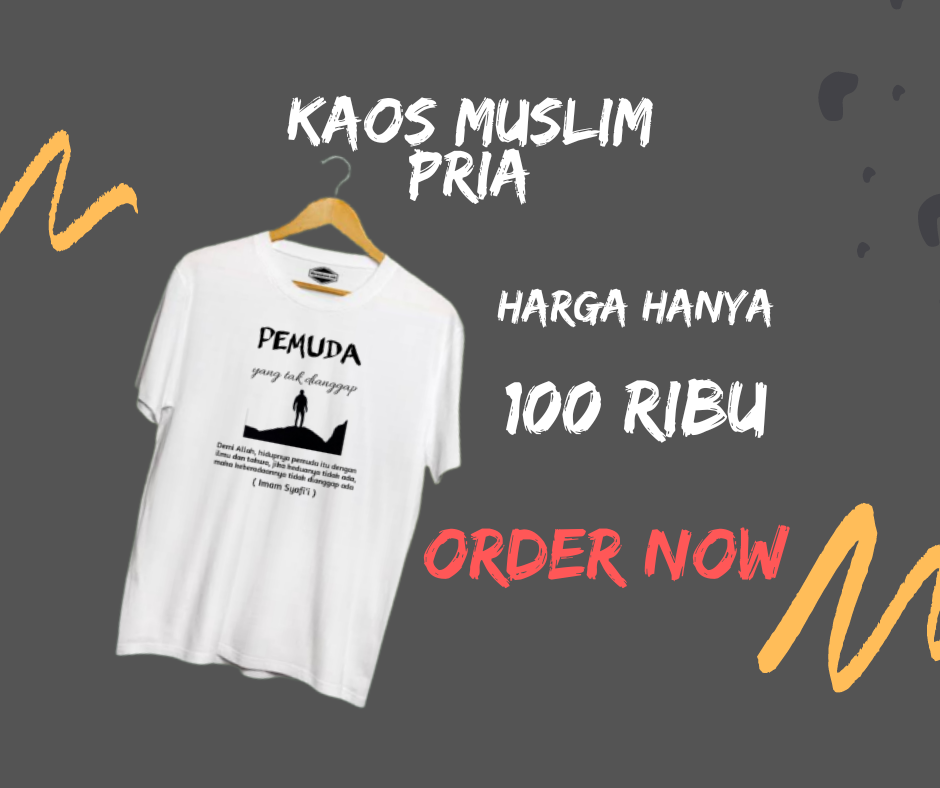 KAOS MUSLIM
PRIA
HARGA HANYA
100 RIBU
ORDER NOW
PEMUDA
yang tak dianggap
Demi Allah, hidupnya pemuda itu dengan
ilmu dan takwa, jika keduanya tidak ada,
maka keberadaannya tidak dianggap ada
( Imam Syafi'i )